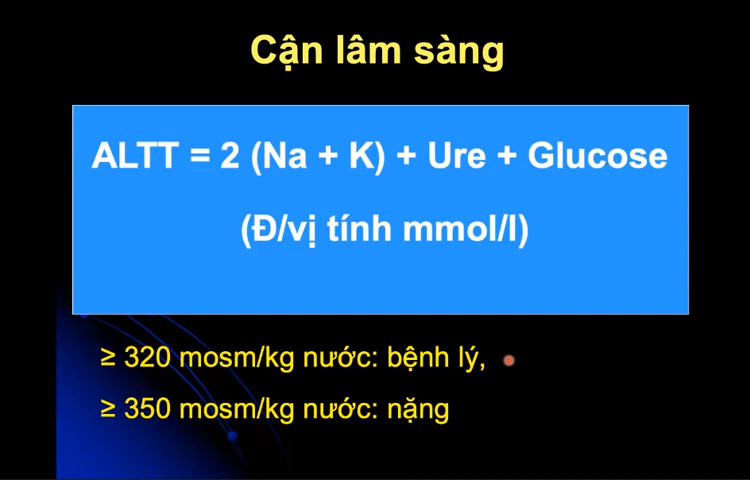 Cận lâm sàng
ALTT = 2 (Na + K) + Ure + Glucose
(Đ/vị tính mmol/l)
≥ 320 mosm/kg nước: bệnh lý,
≥ 350 mosm/kg nước: nặng